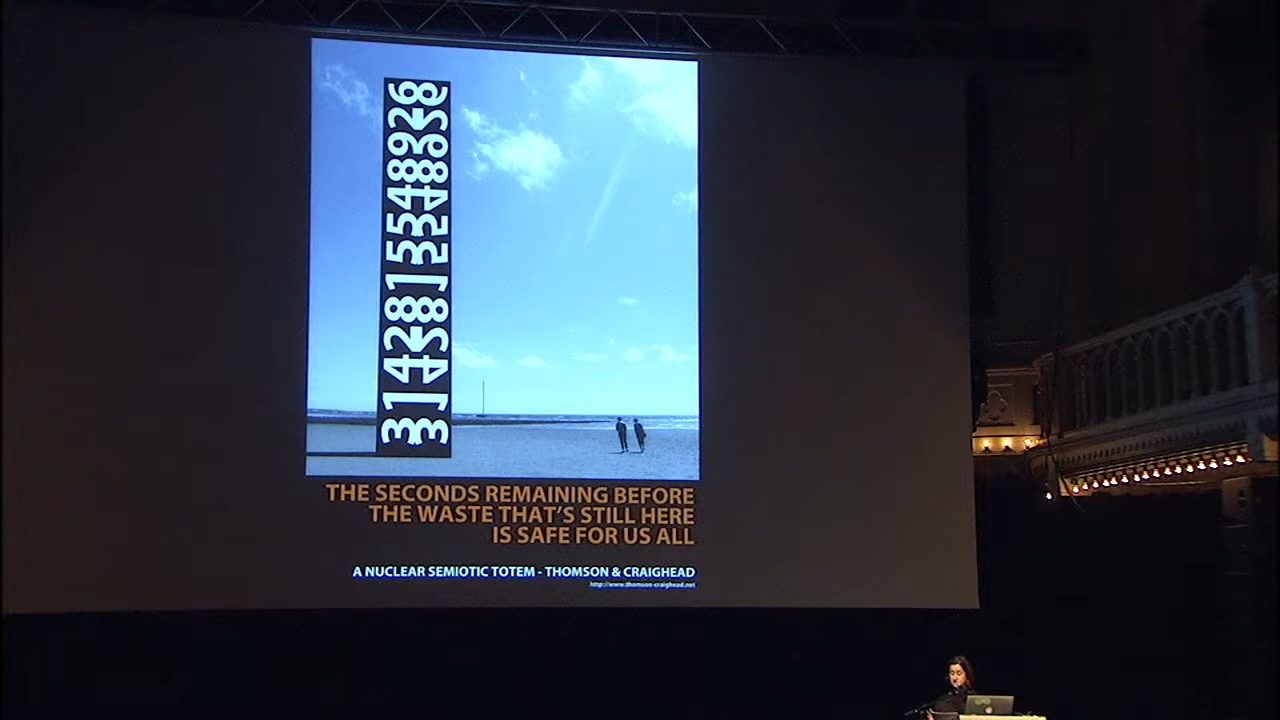 3142815548926
THE SECONDS REMAINING BEFORE
THE WASTE THAT'S STILL HERE
IS SAFE FOR US ALL
A NUCLEAR SEMIOTIC TOTEM - THOMSON & CRAIGHEAD
http://www.thomson-craighead.net